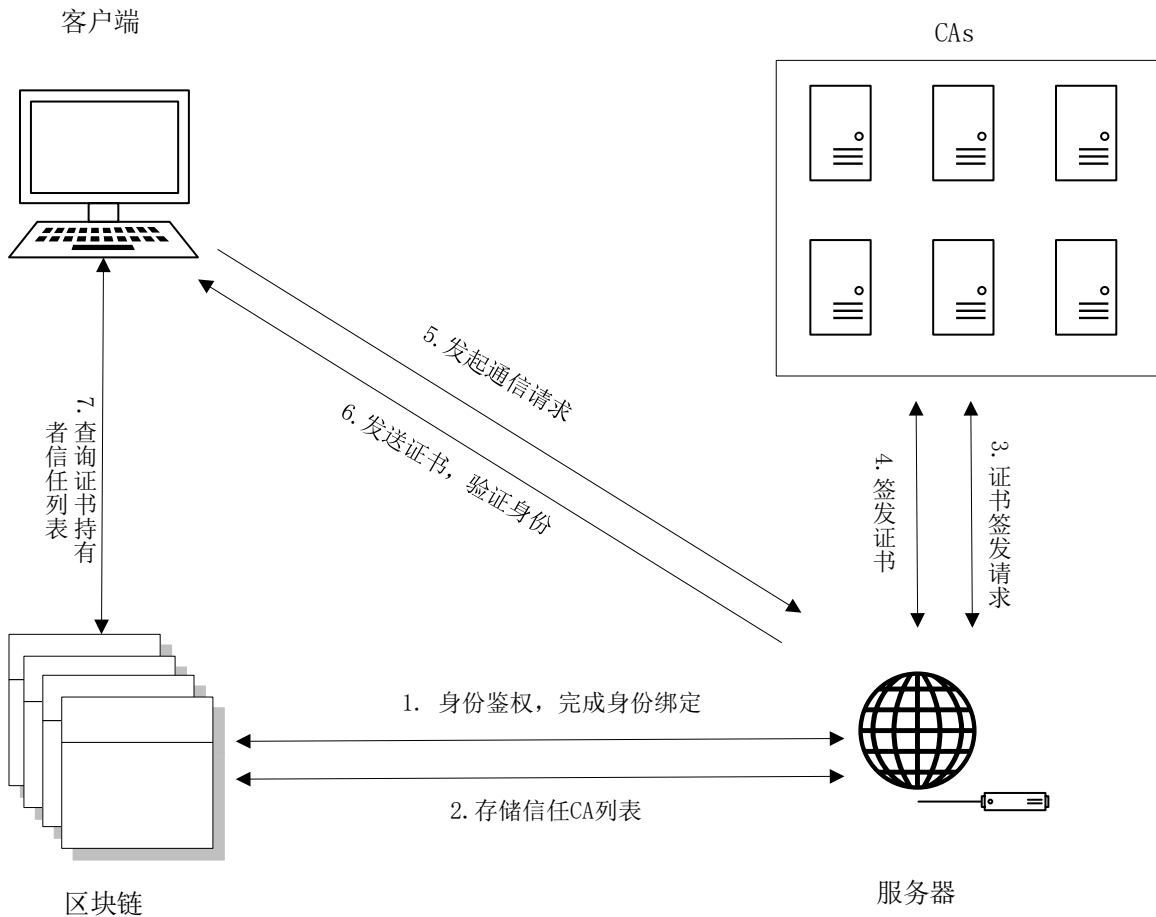 客户端
CAs
5.发起通信请求
6.发送证书，验证身份
7.查询证书持有
者信任列表
4.签发证书
3.证书签发请求
1. 身份鉴权，完成身份绑定
2.存储信任CA列表
区块链
服务器